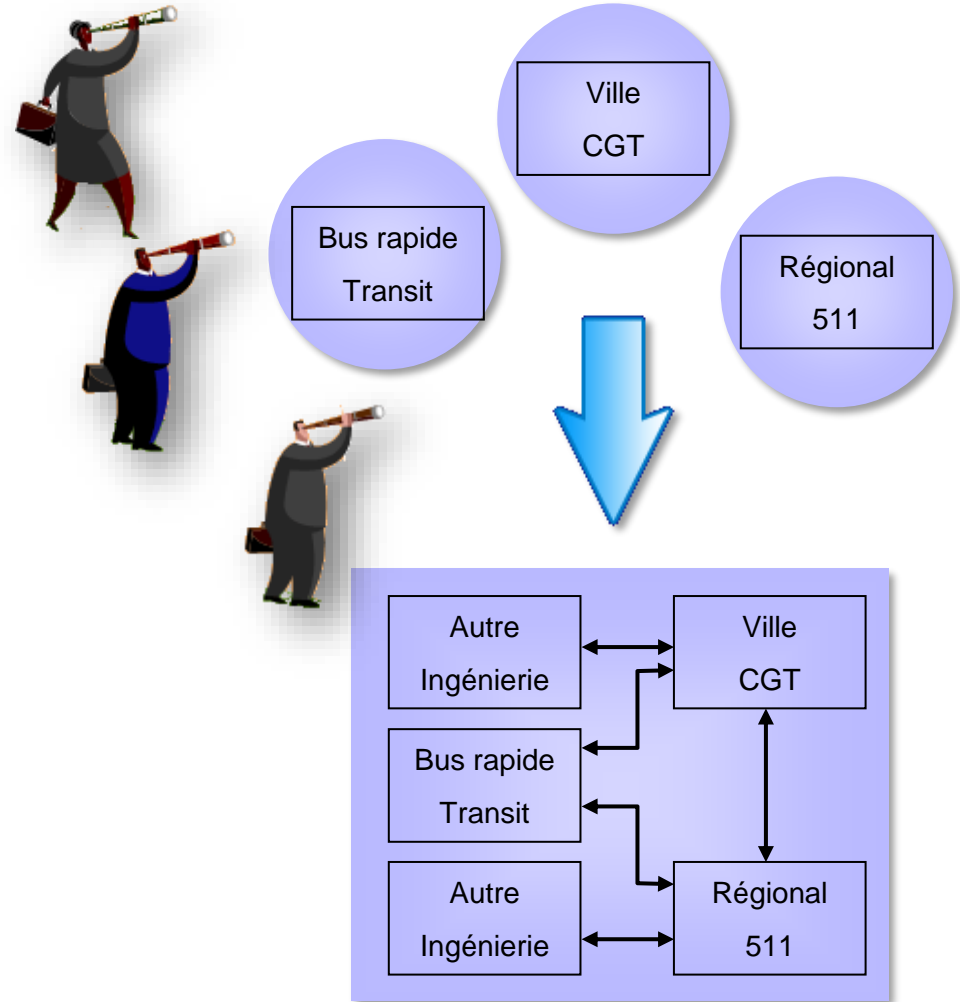 Ville
CGT
Bus rapide
Transit
Régional
511
Autre
Ingénierie
Ville
CGT
Bus rapide
Transit
Autre
Ingénierie
Régional
511